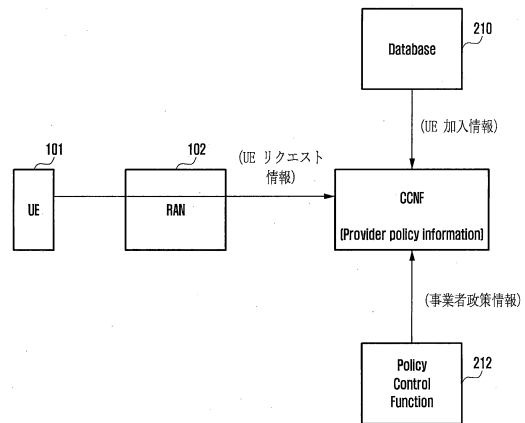 210
Database
(UE 加入情報)
101
102
(UE リクエスト
情報)
UE
RAN
CCNF
(Provider policy information)
(事業者政策情報)
212
Policy
Control
Function